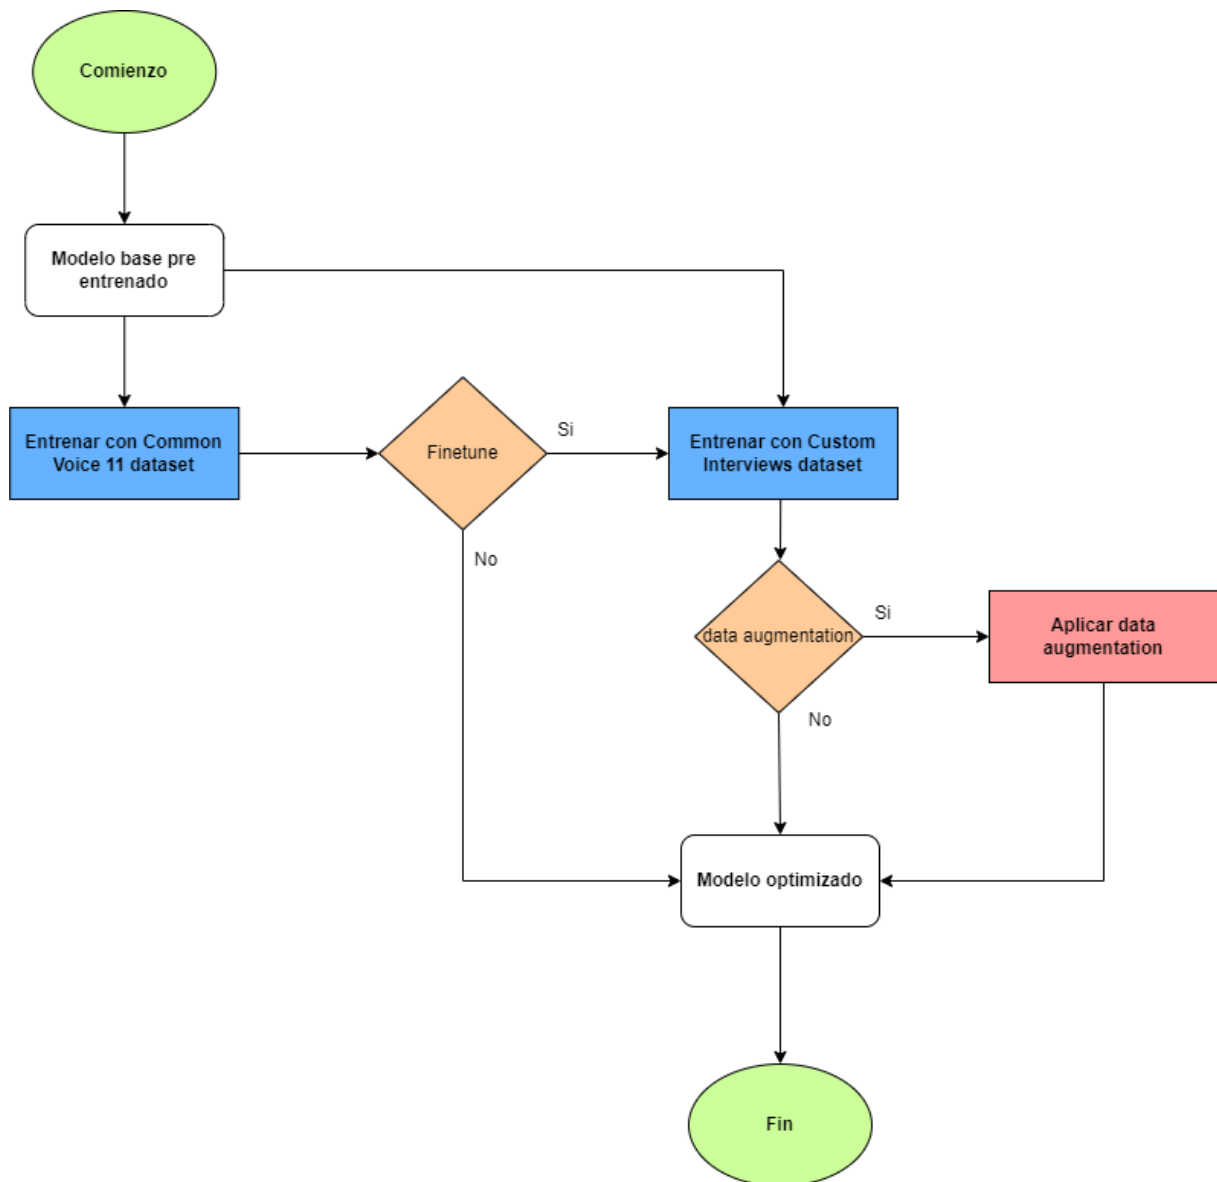 Comienzo
Modelo base pre
entrenado
Entrenar con Common
Voice 11 dataset
Finetune
Si
No
Entrenar con Custom
Interviews dataset
data augmentation
Si
No
Aplicar data
augmentation
Modelo optimizado
Fin